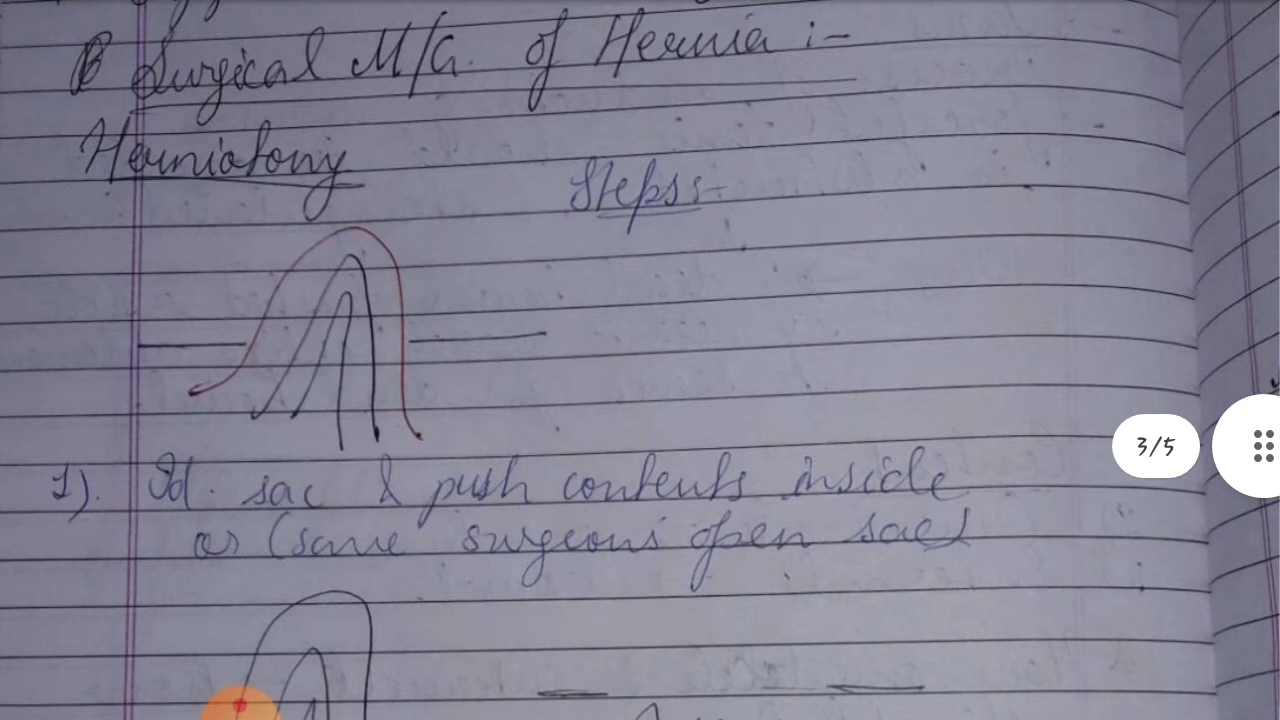 Surgical M/G. of Hernia :-
Herniotomy
Steps:-
1). Id. sac & push contents inside
or (some surgeons open sac)
3/5